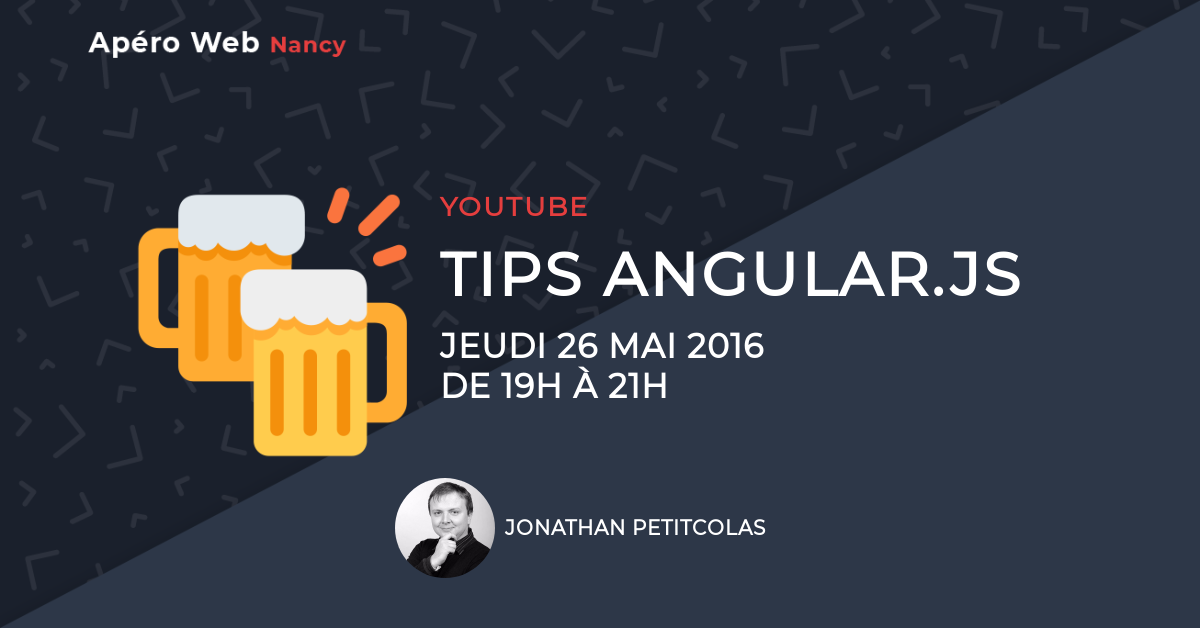 Apéro Web Nancy
YOUTUBE
TIPS ANGULAR.JS
JEUDI 26 MAI 2016
DE 19H À 21H
JONATHAN PETITCOLAS